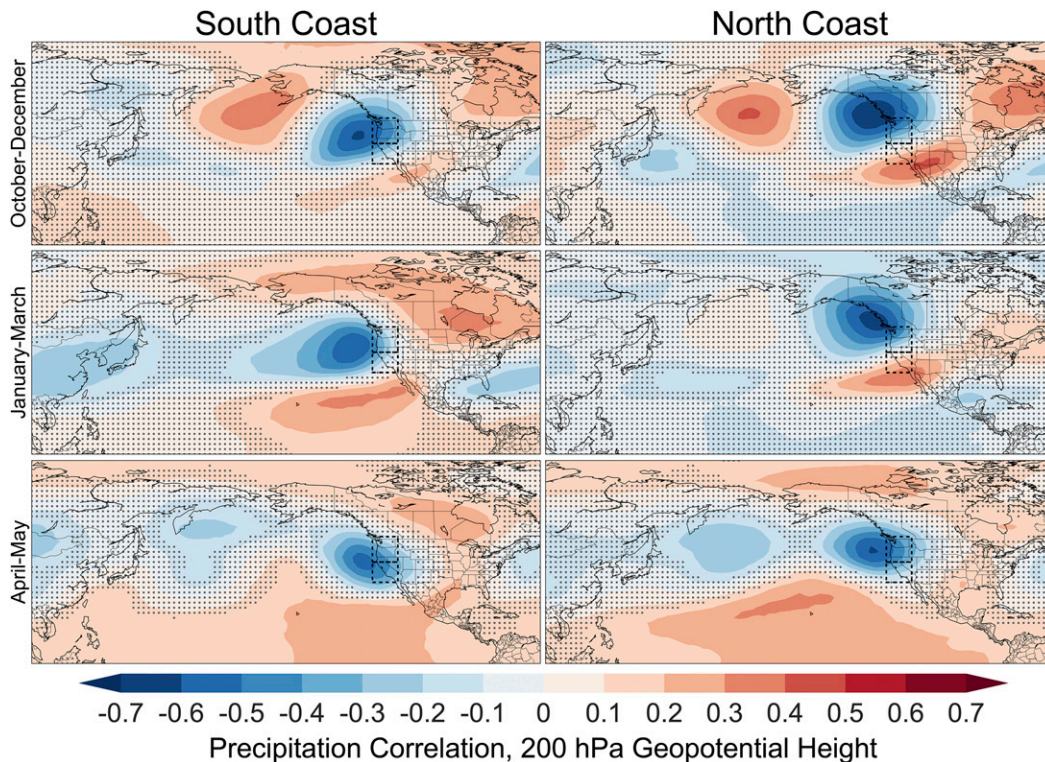 South Coast
North Coast
October-December
January-March
April-May
-0.7 -0.6 -0.5 -0.4 -0.3 -0.2 -0.1 0 0.1 0.2 0.3 0.4 0.5 0.6 0.7
Precipitation Correlation, 200 hPa Geopotential Height